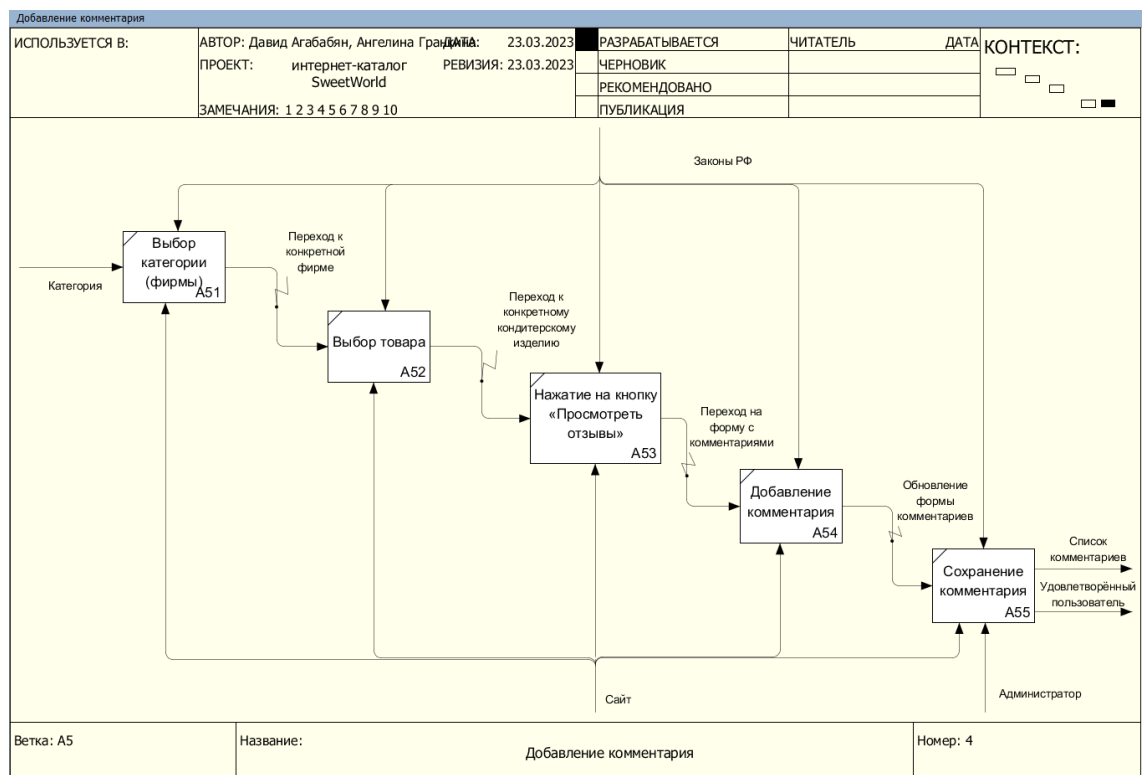 Добавление комментария
ИСПОЛЬЗУЕТСЯ В:
АВТОР: Давид Агабабян, Ангелина
ДАТА: 23.03.2023
ПРОЕКТ: интернет-каталог
SweetWorld
РЕВИЗИЯ: 23.03.2023
ЗАМЕЧАНИЯ: 1 2 3 4 5 6 7 8 9 10
РАЗРАБАТЫВАЕТСЯ
ЧЕРНОВИК
РЕКОМЕНДОВАНО
ПУБЛИКАЦИЯ
ЧИТАТЕЛЬ ДАТА
КОНТЕКСТ:
Законы РФ
Категория
Выбор
категории
(фирмы)
A51
Переход к
конкретной
фирме
Выбор товара
A52
Переход к
конкретному
кондитерскому
изделию
Нажатие на кнопку
«Просмотреть
отзывы»
A53
Переход на
форму с
комментариями
Добавление
комментария
A54
Обновление
формы
комментариев
Сохранение
комментария
A55
Список
комментариев
Удовлетворённый
пользователь
Сайт
Администратор
Ветка: A5
Название:
Добавление комментария
Номер: 4